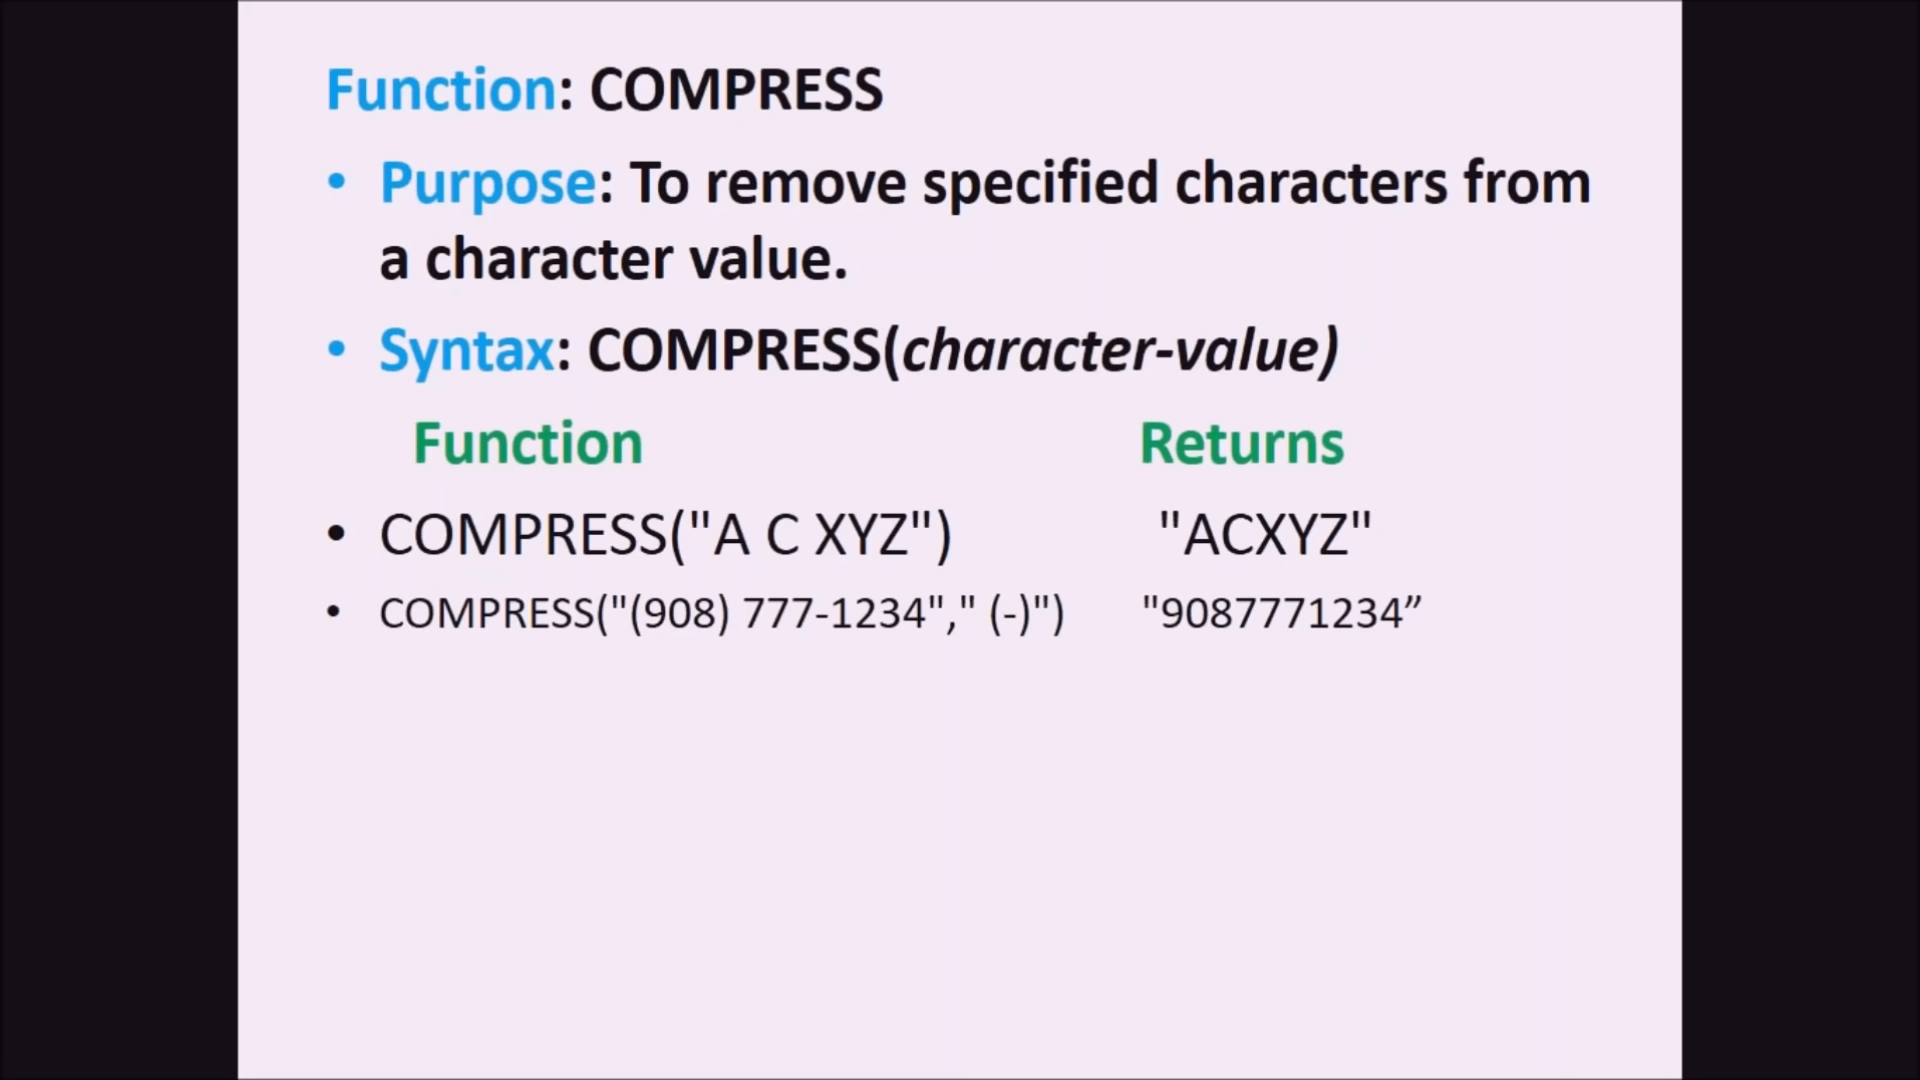 Function: COMPRESS
• Purpose: To remove specified characters from
a character value.
• Syntax: COMPRESS(character-value)
Function Returns
• COMPRESS("A C XYZ") "ACXYZ"
• COMPRESS("(908) 777-1234"," (-)") "9087771234”